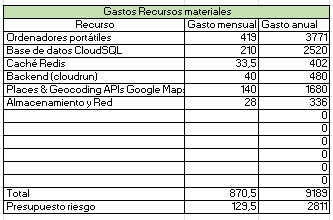 Gastos Recursos materiales
Recurso Gasto mensual Gasto anual
Ordenadores portátiles 419 3771
Base de datos CloudSQL 210 2520
Caché Redis 33,5 402
Backend (cloudrun) 40 480
Places & Geocoding APIs Google Maps 140 1680
Almacenamiento y Red 28 336
0
0
0
0
0
0
Total 870,5 9189
Presupuesto riesgo 129,5 2811